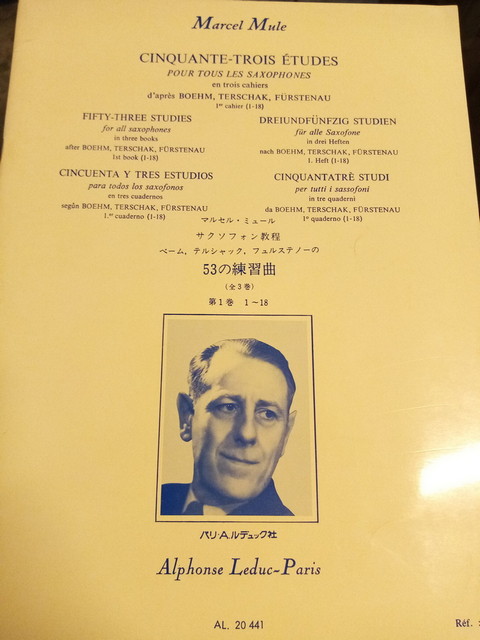 Marcel Mule
CINQUANTE-TROIS ÉTUDES
POUR TOUS LES SAXOPHONES
en trois cahiers
d'après BOEHM, TERSCHAK, FÜRSTENAU
1er cahier (1-18)
FIFTY-THREE STUDIES
for all saxophones
in three books
after BOEHM, TERSCHAK, FÜRSTENAU
1st book (1-18)
DREIUNDFÜNFZIG STUDIEN
für alle Saxofone
in drei Heften
nach BOEHM, TERSCHAK, FÜRSTENAU
1. Heft (1-18)
CINCUENTA Y TRES ESTUDIOS
para todos los saxofonos
en tres cuadernos
según BOEHM, TERSCHAK, FÜRSTENAU
1.er cuaderno (1-18)
CINQUANTATRÈ STUDI
per tutti i sassofoni
in tre quaderni
da BOEHM, TERSCHAK, FÜRSTENAU
1º quaderno (1-18)
マルセル・ミュール
サクソフォン教程
ベーム, テルシャック, フュルステノーの
53の練習曲
(全3巻)
第1巻 1〜18
パリ・A.ルデュック社
Alphonse Leduc-Paris
AL. 20 441
Réf. :